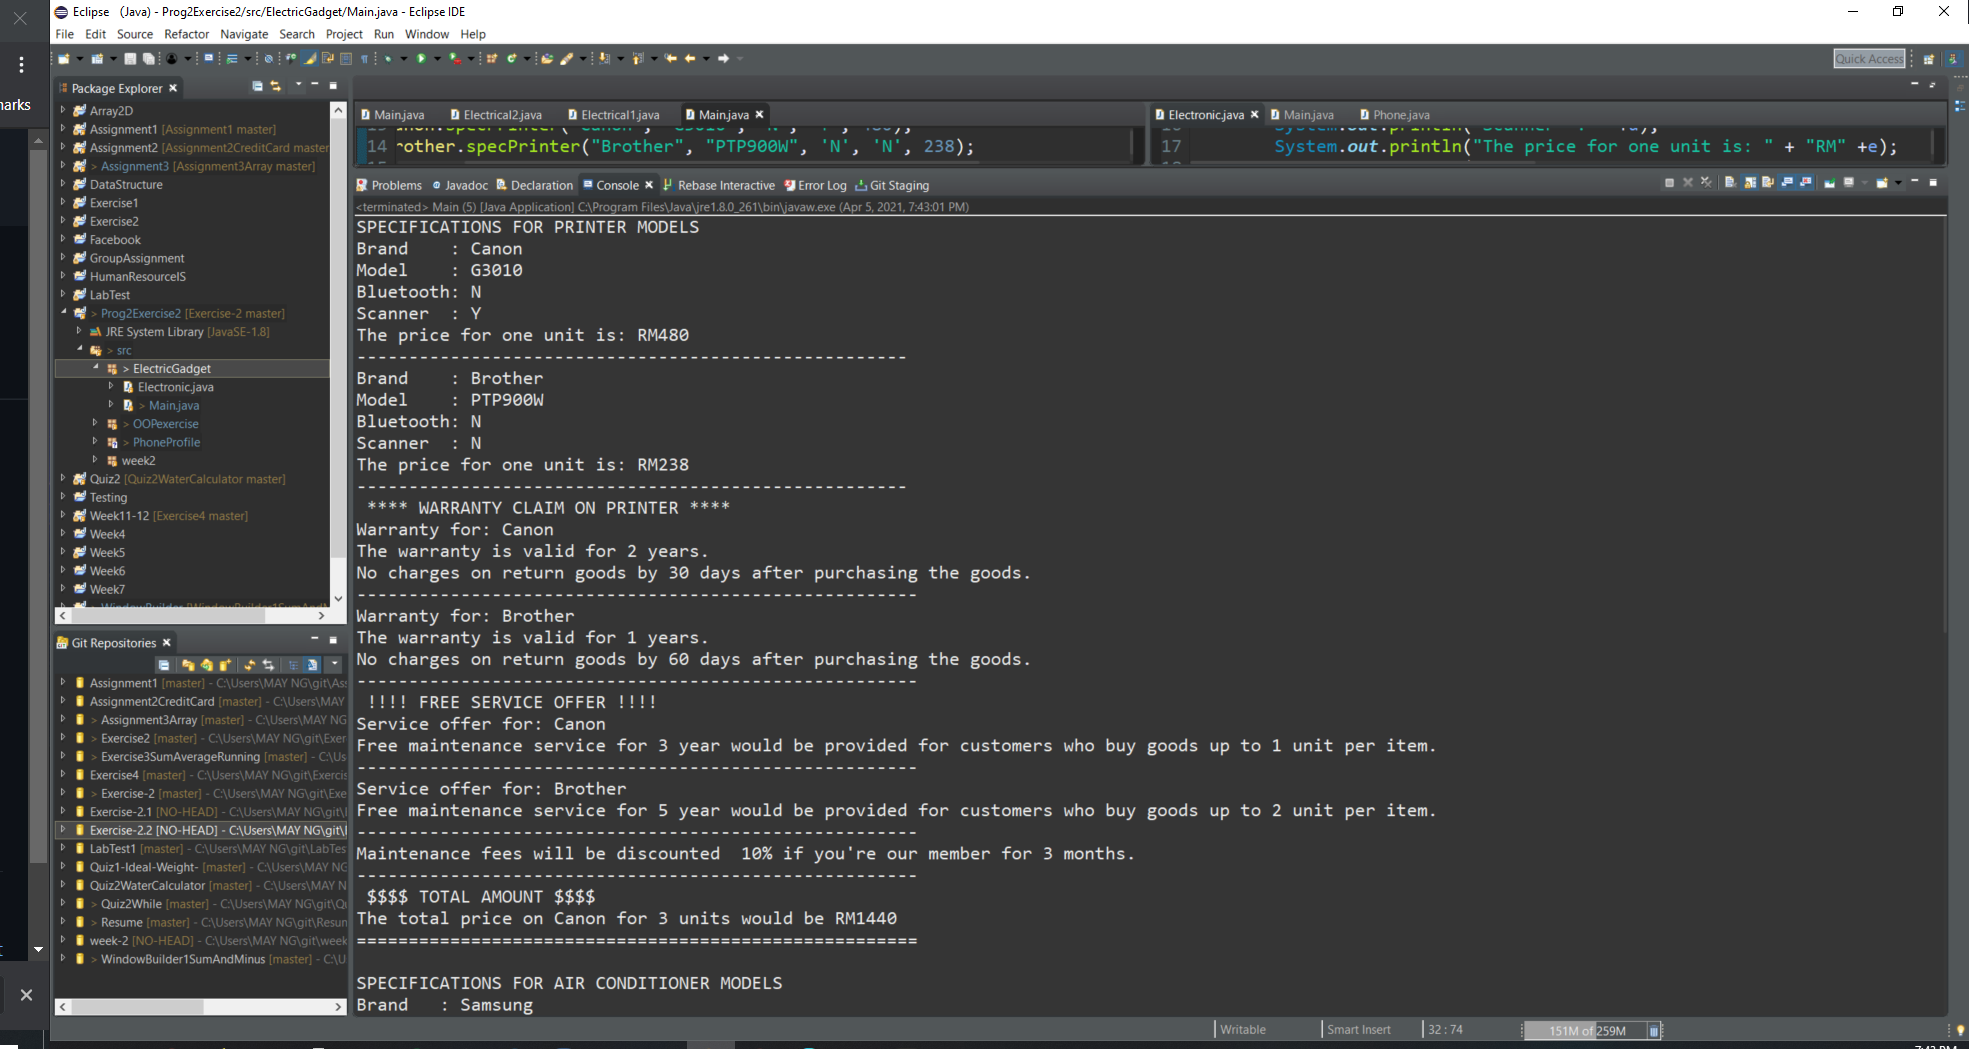 Eclipse (Java) - Prog2Exercise2/src/ElectricGadget/Main.java - Eclipse IDE
File Edit Source Refactor Navigate Search Project Run Window Help
Quick Access
Package Explorer
Array2D
Assignment1 [Assignment1 master]
Assignment2 [Assignment2CreditCard master
> Assignment3 [Assignment3Array master]
DataStructure
Exercise1
Exercise2
Facebook
GroupAssignment
HumanResourceIS
LabTest
> Prog2Exercise2 [Exercise-2 master]
JRE System Library [JavaSE-1.8]
> src
> ElectricGadget
Electronic.java
> Main.java
> OOPexercise
> PhoneProfile
week2
Quiz2 [Quiz2WaterCalculator master]
Testing
Week11-12 [Exercise4 master]
Week4
Week5
Week6
Week7
Git Repositories
Assignment1 [master] - C:\Users\MAY NG\git\As
Assignment2CreditCard [master] - C:\Users\MAY
> Assignment3Array [master] - C:\Users\MAY NG
> Exercise2 [master] - C:\Users\MAY NG\git\Exer
> Exercise3SumAverageRunning [master] - C:\Us
Exercise4 [master] - C:\Users\MAY NG\git\Exercis
> Exercise-2 [master] - C:\Users\MAY NG\git\Exe
Exercise-2.1 [NO-HEAD] - C:\Users\MAY NG\git\
Exercise-2.2 [NO-HEAD] - C:\Users\MAY NG\git\
LabTest1 [master] - C:\Users\MAY NG\git\LabTes
Quiz1-Ideal-Weight- [master] - C:\Users\MAY NG
Quiz2WaterCalculator [master] - C:\Users\MAY N
> Quiz2While [master] - C:\Users\MAY NG\git\Q
> Resume [master] - C:\Users\MAY NG\git\Resun
week-2 [NO-HEAD] - C:\Users\MAY NG\git\week
> WindowBuilder1SumAndMinus [master] - C:\U
Main.java Electrical2.java Electrical1.java Main.java
14 rother.specPrinter("Brother", "PTP900W", 'N', 'N', 238);
Electronic.java Main.java Phone.java
17 System.out.println("The price for one unit is: " + "RM" +e);
Problems Javadoc Declaration Console Rebase Interactive Error Log Git Staging
<terminated> Main (5) [Java Application] C:\Program Files\Java\jre1.8.0_261\bin\javaw.exe (Apr 5, 2021, 7:43:01 PM)
SPECIFICATIONS FOR PRINTER MODELS
Brand : Canon
Model : G3010
Bluetooth: N
Scanner : Y
The price for one unit is: RM480
-----------------------------------------------------
Brand : Brother
Model : PTP900W
Bluetooth: N
Scanner : N
The price for one unit is: RM238
-----------------------------------------------------
**** WARRANTY CLAIM ON PRINTER ****
Warranty for: Canon
The warranty is valid for 2 years.
No charges on return goods by 30 days after purchasing the goods.
------------------------------------------------------
Warranty for: Brother
The warranty is valid for 1 years.
No charges on return goods by 60 days after purchasing the goods.
------------------------------------------------------
!!!! FREE SERVICE OFFER !!!!
Service offer for: Canon
Free maintenance service for 3 year would be provided for customers who buy goods up to 1 unit per item.
------------------------------------------------------
Service offer for: Brother
Free maintenance service for 5 year would be provided for customers who buy goods up to 2 unit per item.
------------------------------------------------------
Maintenance fees will be discounted  10% if you're our member for 3 months.
------------------------------------------------------
$$$$ TOTAL AMOUNT $$$$
The total price on Canon for 3 units would be RM1440
======================================================
SPECIFICATIONS FOR AIR CONDITIONER MODELS
Brand : Samsung
Writable Smart Insert 32 : 74 151M of 259M